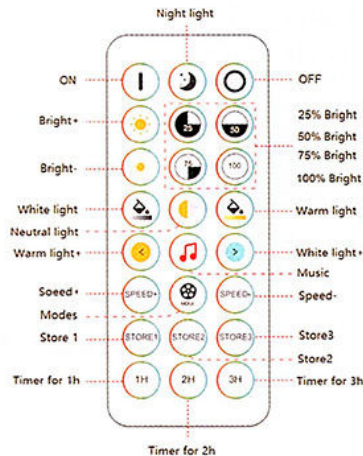 Night light
ON
OFF
Bright+
25
50
25% Bright
50% Bright
Bright-
75
100
75% Bright
100% Bright
White light
Warm light
Neutral light
Warm light+
White light+
Music
Soeed+
SPEED+
SPEED+
Speed-
Modes
Store 1
STORE1
STORE2
STORE3
Store3
Store2
Timer for 1h
1H
2H
3H
Timer for 3h
Timer for 2h